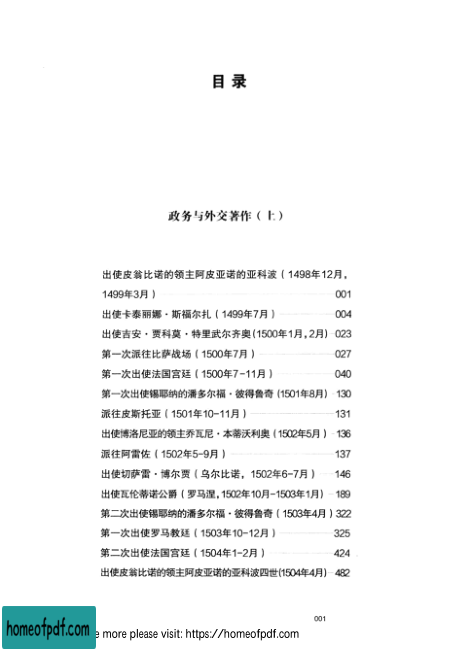 目录
政务与外交著作(上)
出使皮翁比诺的领主阿皮亚诺的亚科波(1498年12月,
1499年3月) 001
出使卡泰丽娜·斯福尔扎(1499年7月) 004
出使吉安·贾科莫·特里武尔齐奥(1500年1月,2月) 023
第一次派往比萨战场(1500年7月) 027
第一次出使法国宫廷(1500年7-11月) 040
第一次出使锡耶纳的潘多尔福·彼得鲁奇(1501年8月) 130
派往皮斯托亚(1501年10-11月) 131
出使博洛尼亚的领主乔瓦尼·本蒂沃利奥(1502年5月) 136
派往阿雷佐(1502年5-9月) 137
出使切萨雷·博尔贾(乌尔比诺,1502年6-7月) 146
出使瓦伦蒂诺公爵(罗马涅,1502年10月-1503年1月) 189
第二次出使锡耶纳的潘多尔福·彼得鲁奇(1503年4月) 322
第一次出使罗马教廷(1503年10-12月) 325
第二次出使法国宫廷(1504年1-2月) 424
出使皮翁比诺的领主阿皮亚诺的亚科波四世(1504年4月) 482
001
homeofpdf.com
e more please visit: https://homeofpdf.com